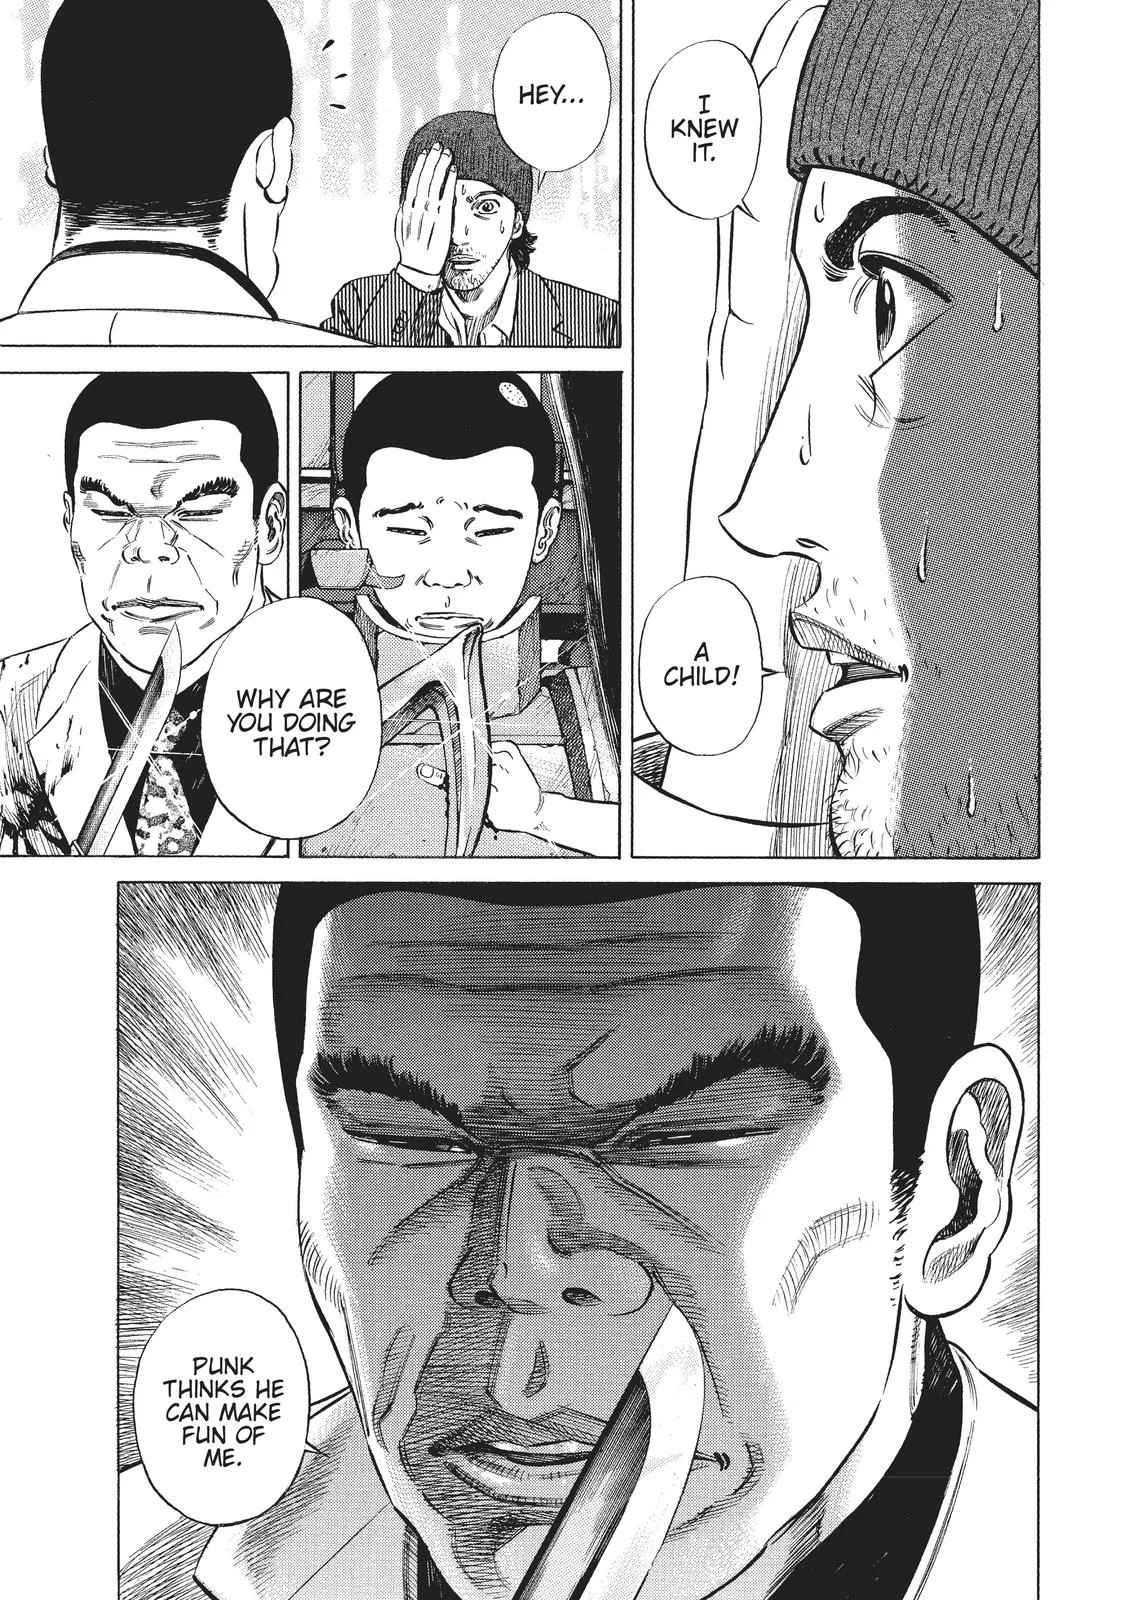 I
KNEW
IT.
A
CHILD!
HEY...
WHY ARE
YOU DOING
THAT?
PUNK
THINKS HE
CAN MAKE
FUN OF
ME.